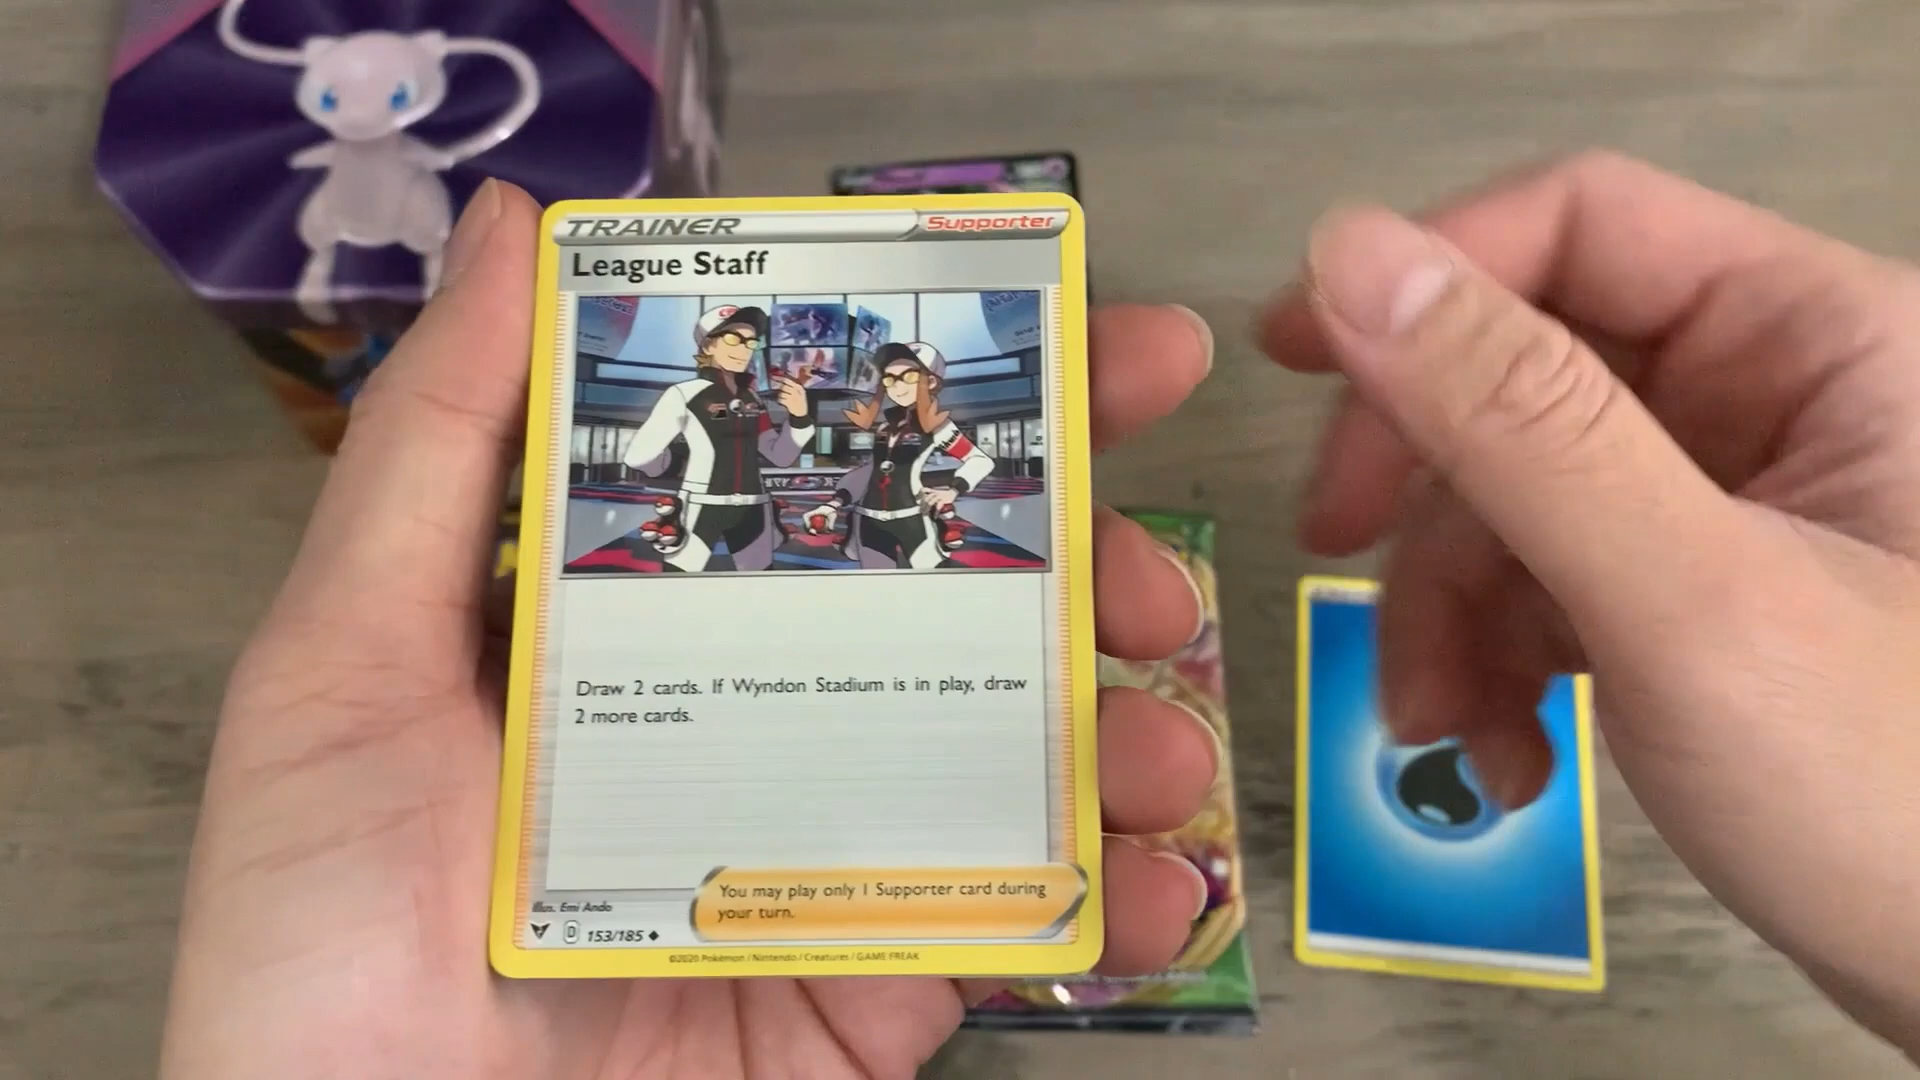 TRAINER
Supporter
League Staff
Draw 2 cards. If Wyndon Stadium is in play, draw
2 more cards.
You may play only 1 Supporter card during
your turn.
Illus. Emi Ando
D 153/185
©2020 Pokémon / Nintendo / Creatures / GAME FREAK